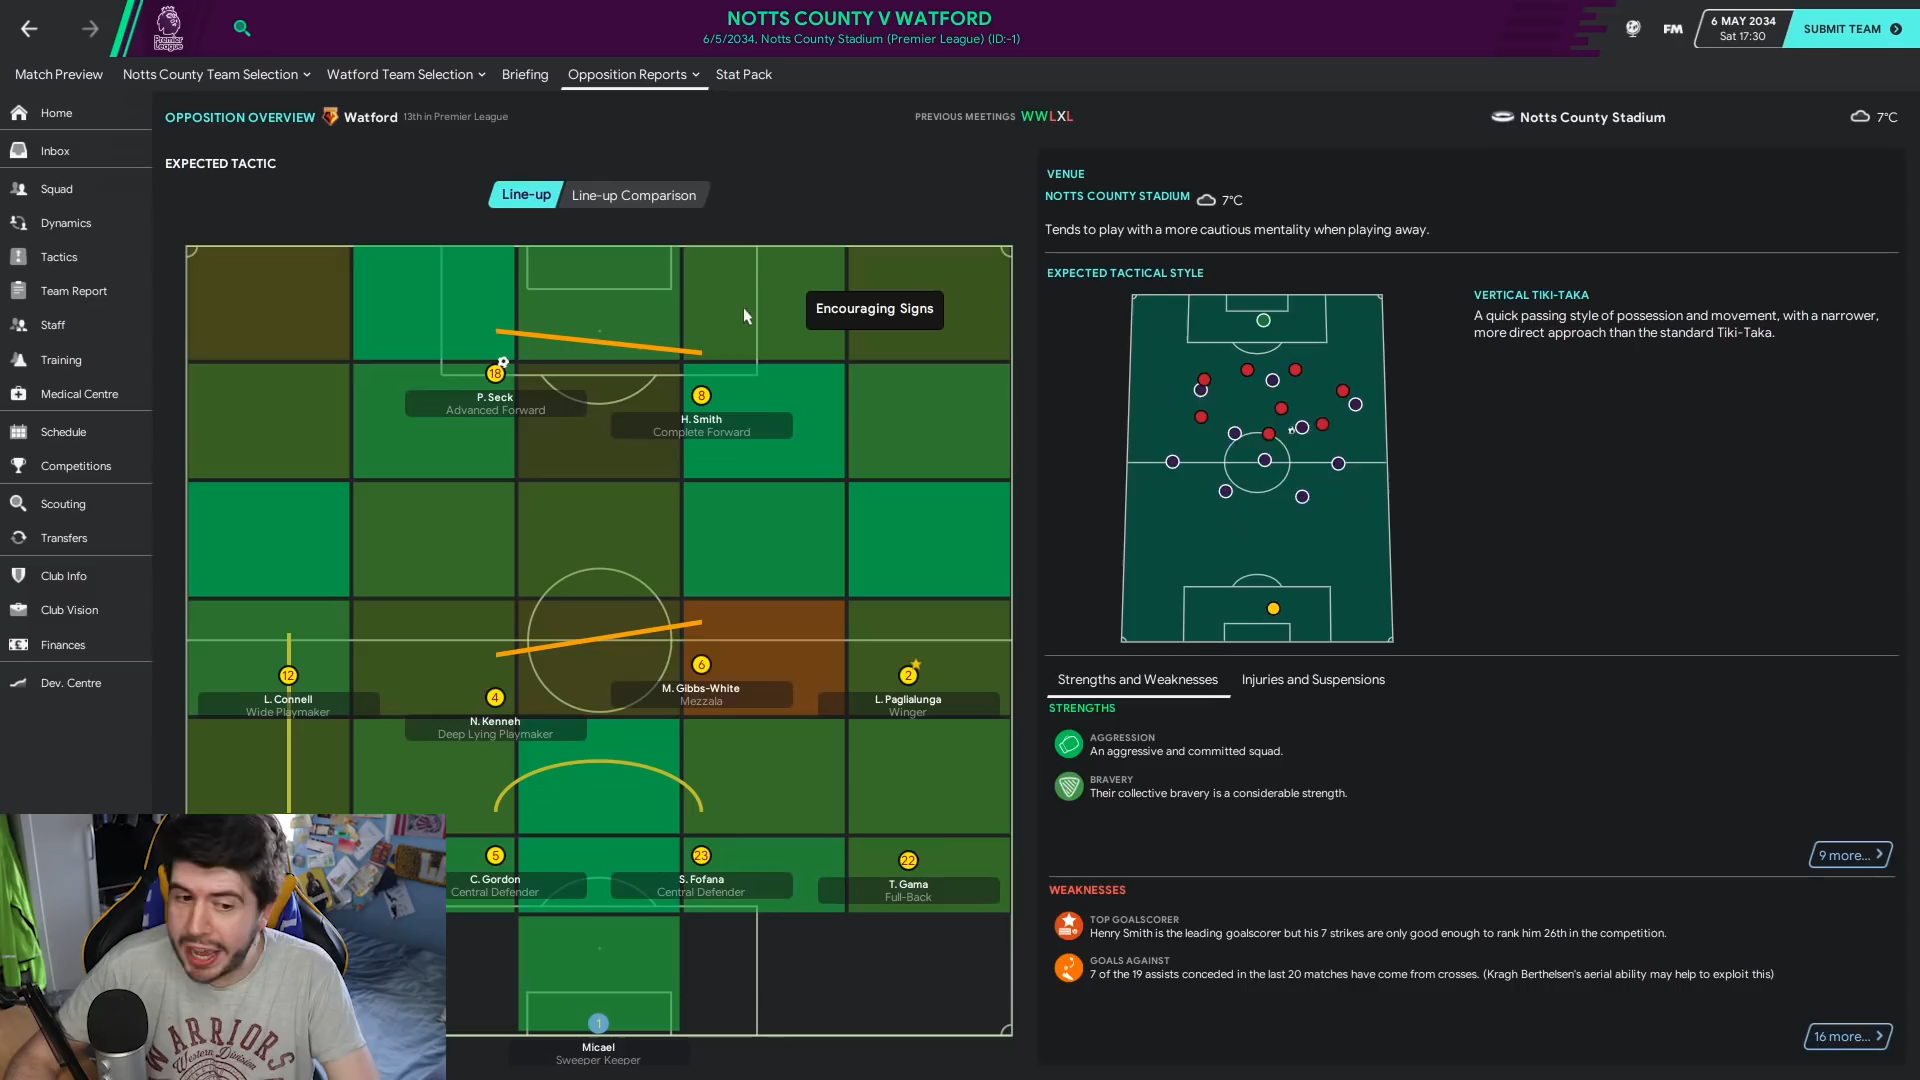 NOTTS COUNTY V WATFORD
6/5/2034, Notts County Stadium (Premier League) (ID:-1)
Premier League
FM
6 MAY 2034
Sat 17:30
SUBMIT TEAM
Match Preview
Notts County Team Selection
Watford Team Selection
Briefing
Opposition Reports
Stat Pack
Home
Inbox
Squad
Dynamics
Tactics
Team Report
Staff
Training
Medical Centre
Schedule
Competitions
Scouting
Transfers
Club Info
Club Vision
Finances
Dev. Centre
OPPOSITION OVERVIEW Watford 13th in Premier League
PREVIOUS MEETINGS WWLXL
Notts County Stadium
7°C
EXPECTED TACTIC
Line-up
Line-up Comparison
Encouraging Signs
18
P. Seck
Advanced Forward
8
H. Smith
Complete Forward
12
L. Connell
Wide Playmaker
4
N. Kenneh
Deep Lying Playmaker
6
M. Gibbs-White
Mezzala
2
L. Paglialunga
Winger
5
C. Gordon
Central Defender
23
S. Fofana
Central Defender
22
T. Gama
Full-Back
1
Micael
Sweeper Keeper
VENUE
NOTTS COUNTY STADIUM 7°C
Tends to play with a more cautious mentality when playing away.
EXPECTED TACTICAL STYLE
VERTICAL TIKI-TAKA
A quick passing style of possession and movement, with a narrower,
more direct approach than the standard Tiki-Taka.
Strengths and Weaknesses
Injuries and Suspensions
STRENGTHS
AGGRESSION
An aggressive and committed squad.
BRAVERY
Their collective bravery is a considerable strength.
9 more...
WEAKNESSES
TOP GOALSCORER
Henry Smith is the leading goalscorer but his 7 strikes are only good enough to rank him 26th in the competition.
GOALS AGAINST
7 of the 19 assists conceded in the last 20 matches have come from crosses. (Kragh Berthelsen's aerial ability may help to exploit this)
16 more...
WARRIORS
Western Division